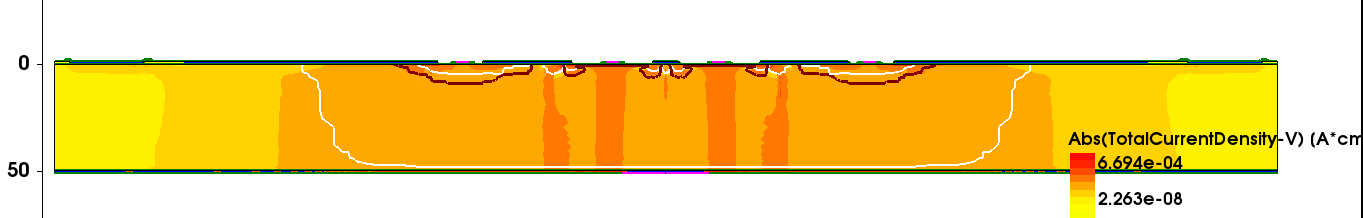 0
Abs(TotalCurrentDensity-V) (A*cm
6.694e-04
50
2.263e-08